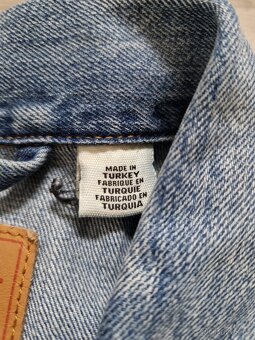 MADE IN
TURKEY
FABRIQUE EN
TURQUIE
FABRICADO EN
TURQUIA